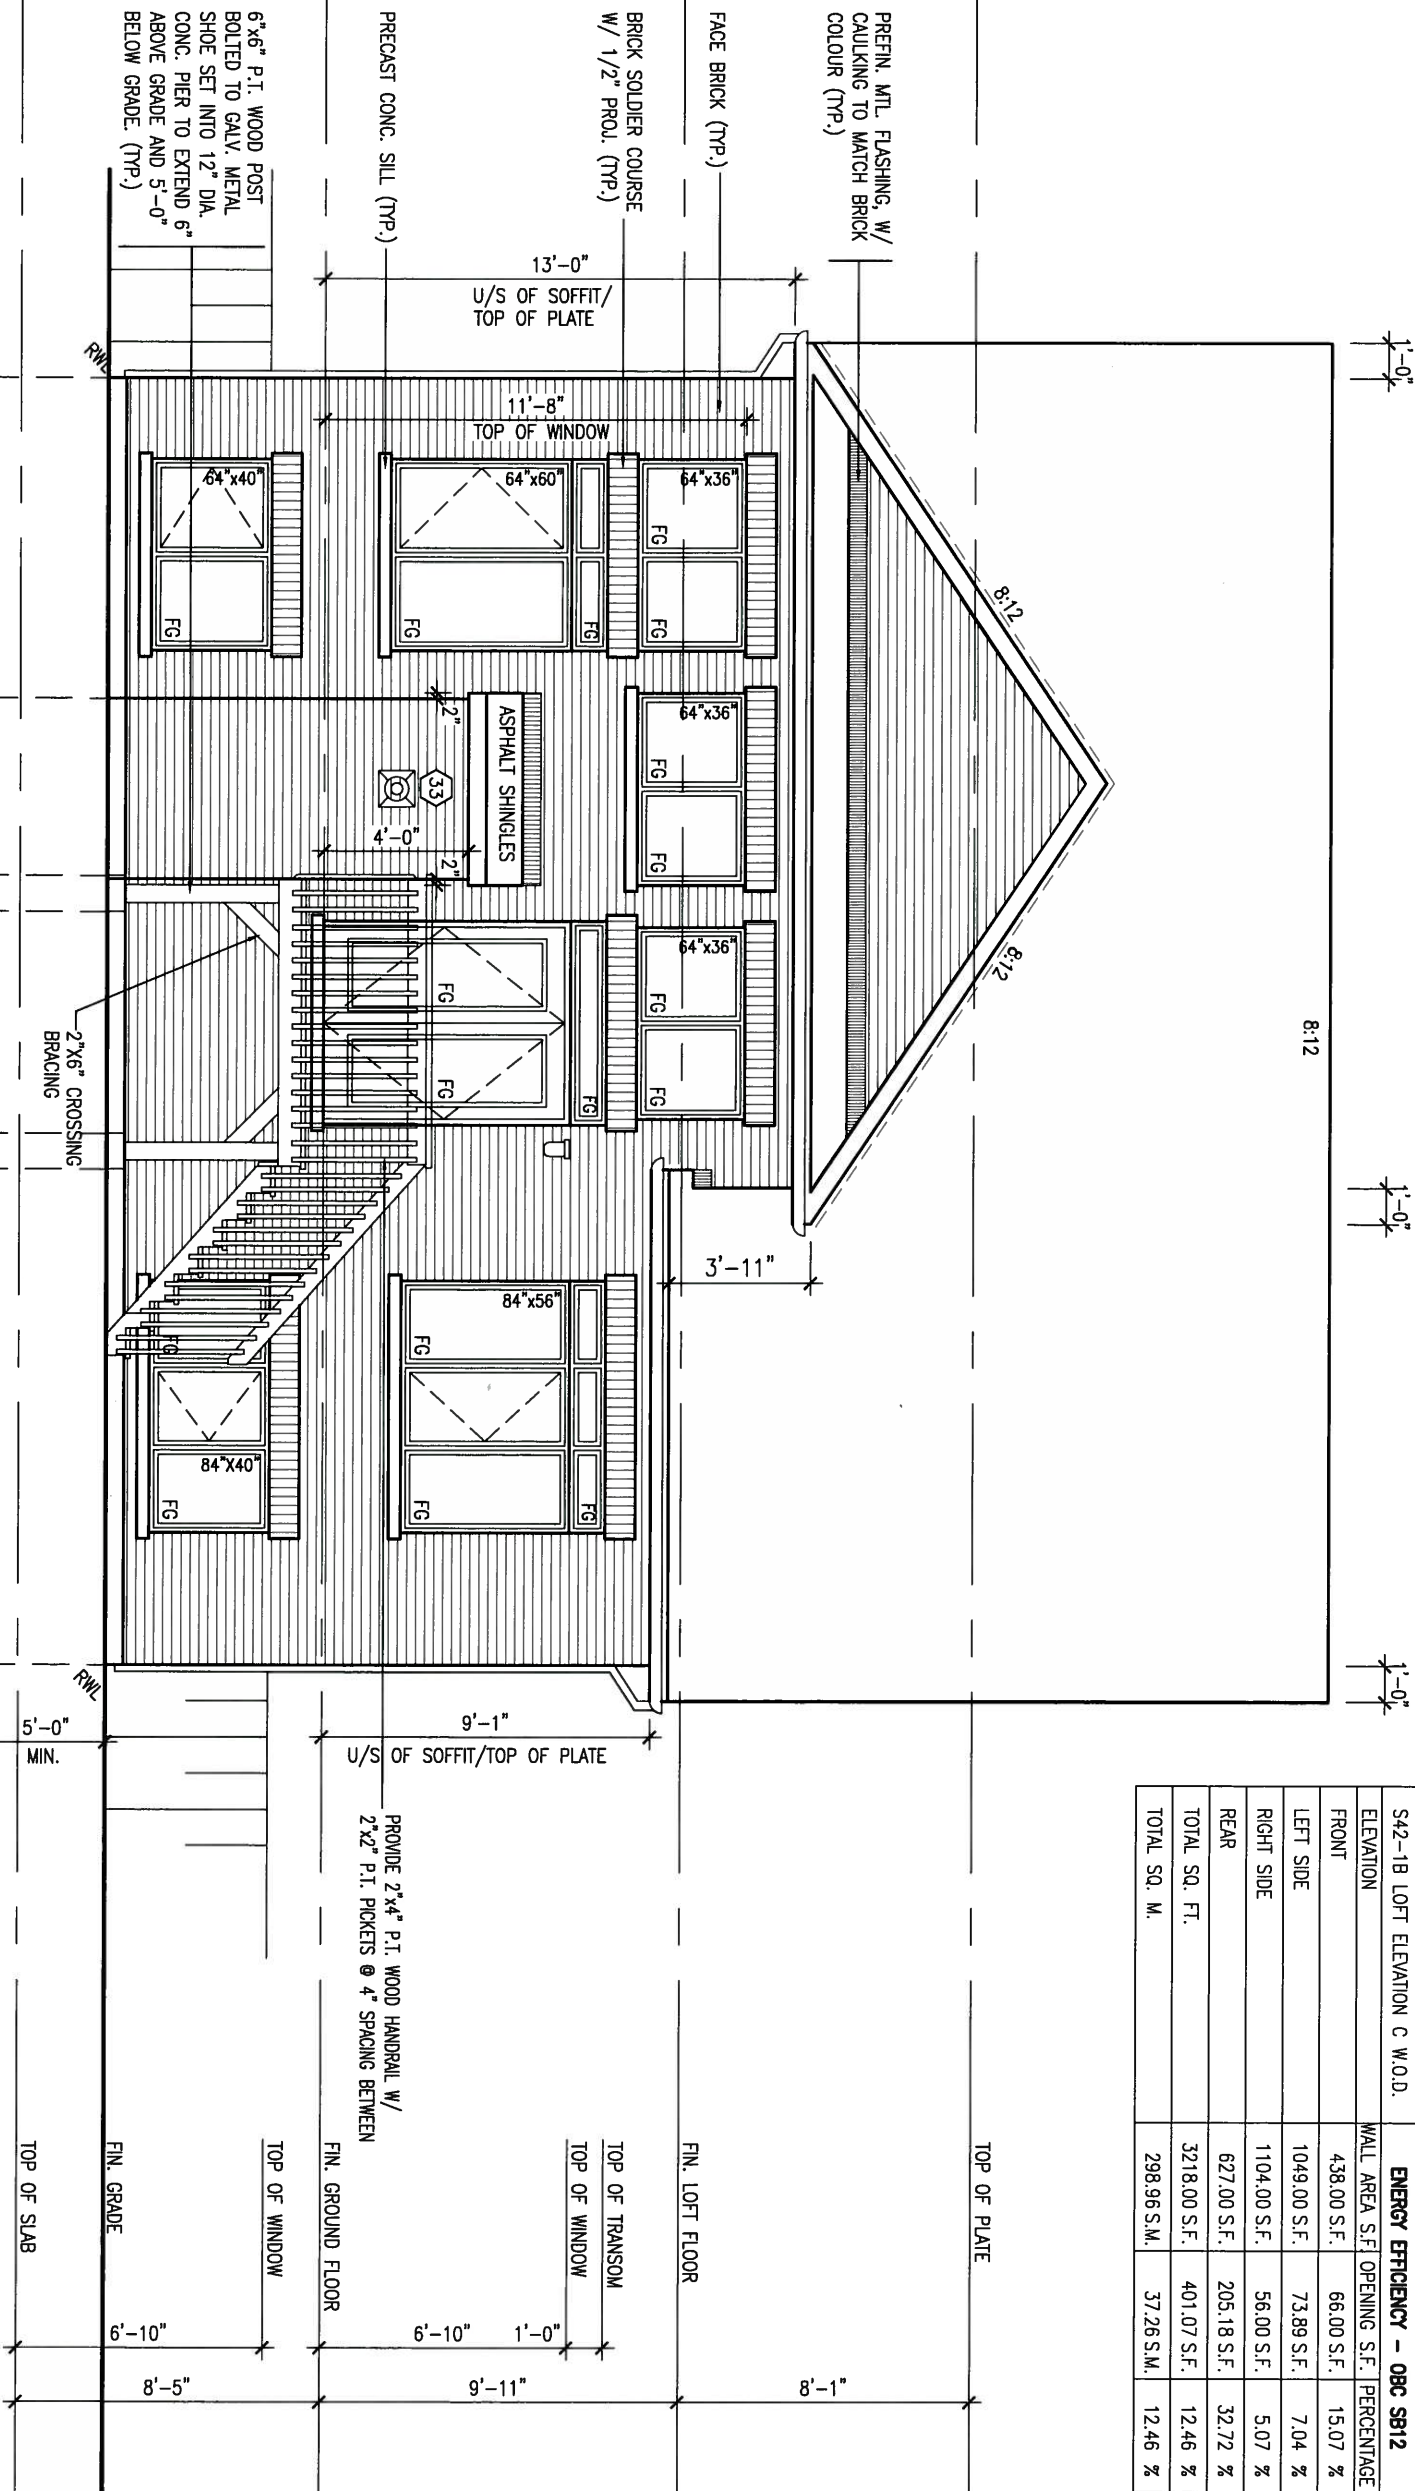 S42-1B LOFT ELEVATION C W.O.D. ENERGY EFFICIENCY - OBC SB12
ELEVATION WALL AREA S.F. OPENING S.F. PERCENTAGE
FRONT 438.00 S.F. 66.00 S.F. 15.07 %
LEFT SIDE 1049.00 S.F. 73.89 S.F. 7.04 %
RIGHT SIDE 1104.00 S.F. 56.00 S.F. 5.07 %
REAR 627.00 S.F. 205.18 S.F. 32.72 %
TOTAL SQ. FT. 3218.00 S.F. 401.07 S.F. 12.46 %
TOTAL SQ. M. 298.96 S.M. 37.26 S.M. 12.46 %
1'-0"
1'-0"
1'-0"
8:12
8:12
8:12
PREFIN. MTL. FLASHING, W/
CAULKING TO MATCH BRICK
COLOUR (TYP.)
FACE BRICK (TYP.)
BRICK SOLDIER COURSE
W/ 1/2" PROJ. (TYP.)
PRECAST CONC. SILL (TYP.)
6"x6" P.T. WOOD POST
BOLTED TO GALV. METAL
SHOE SET INTO 12" DIA.
CONC. PIER TO EXTEND 6"
ABOVE GRADE AND 5'-0"
BELOW GRADE. (TYP.)
13'-0"
U/S OF SOFFIT/
TOP OF PLATE
11'-8"
TOP OF WINDOW
64"x36"
FG
FG
64"x36"
FG
FG
64"x36"
FG
FG
3'-11"
64"x60"
FG
FG
ASPHALT SHINGLES
2"
2"
33
4'-0"
FG
FG
FG
84"x56"
FG
FG
FG
64"x40"
FG
FG
84"X40"
FG
2"X6" CROSSING
BRACING
RWL
RWL
9'-1"
U/S OF SOFFIT/TOP OF PLATE
5'-0"
MIN.
PROVIDE 2"x4" P.T. WOOD HANDRAIL W/
2"x2" P.T. PICKETS @ 4" SPACING BETWEEN
TOP OF PLATE
8'-1"
FIN. LOFT FLOOR
TOP OF TRANSOM
1'-0"
TOP OF WINDOW
6'-10"
9'-11"
FIN. GROUND FLOOR
TOP OF WINDOW
6'-10"
8'-5"
FIN. GRADE
TOP OF SLAB